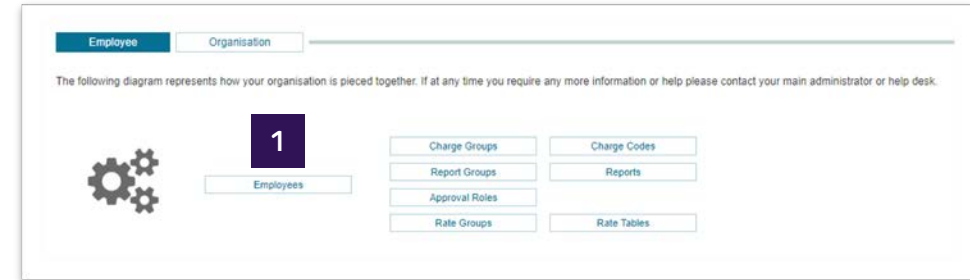 Employee Organisation
The following diagram represents how your organisation is pieced together. If at any time you require any more information or help please contact your main administrator or help desk.
1
Charge Groups Charge Codes
Report Groups Reports
Employees
Approval Roles
Rate Groups Rate Tables